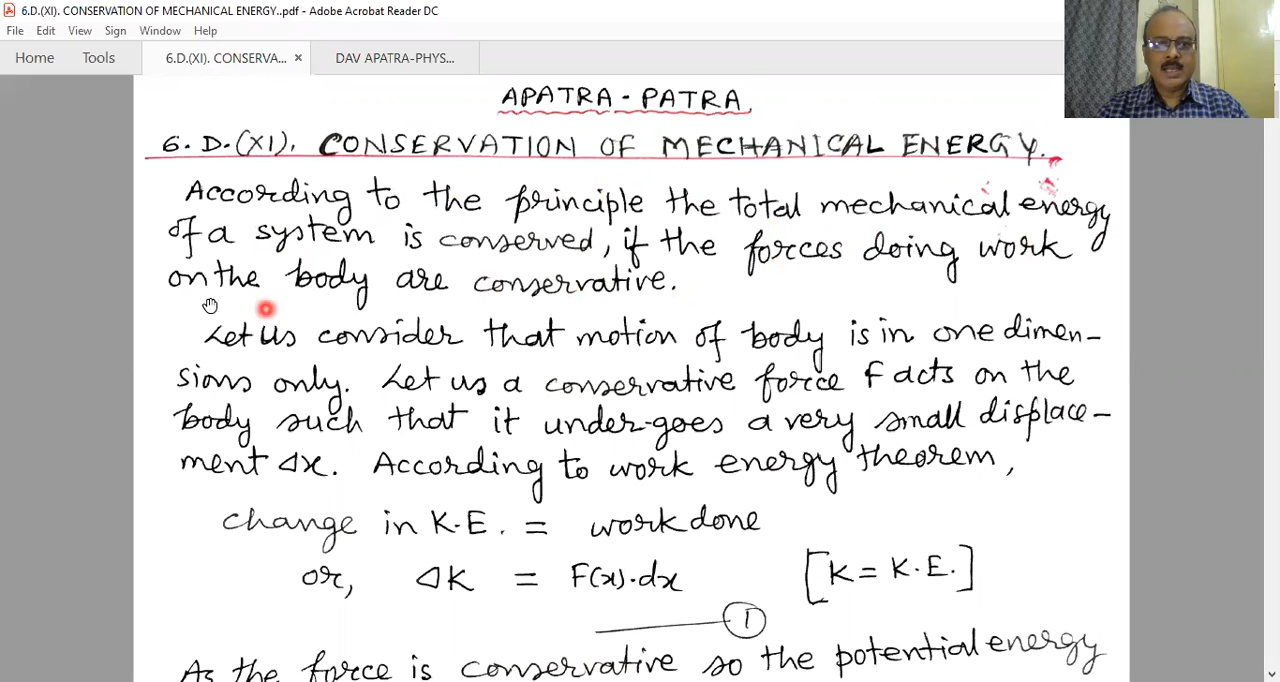 6.D.(XI). CONSERVATION OF MECHANICAL ENERGY..pdf - Adobe Acrobat Reader DC
File Edit View Sign Window Help
Home Tools 6.D.(XI). CONSERVA... × DAV APATRA-PHYS...
APATRA-PATRA
6.D.(XI). CONSERVATION OF MECHANICAL ENERGY.
According to the principle the total mechanical energy
of a system is conserved, if the forces doing work
on the body are conservative.
Let us consider that motion of body is in one dimen-
sions only. Let us a conservative force F acts on the
body such that it under-goes a very small displace-
ment Δx. According to work energy theorem,
change in K.E. = work done
or, ΔK = F(x).dx [K = K.E.]
1
As the force is conservative so the potential energy